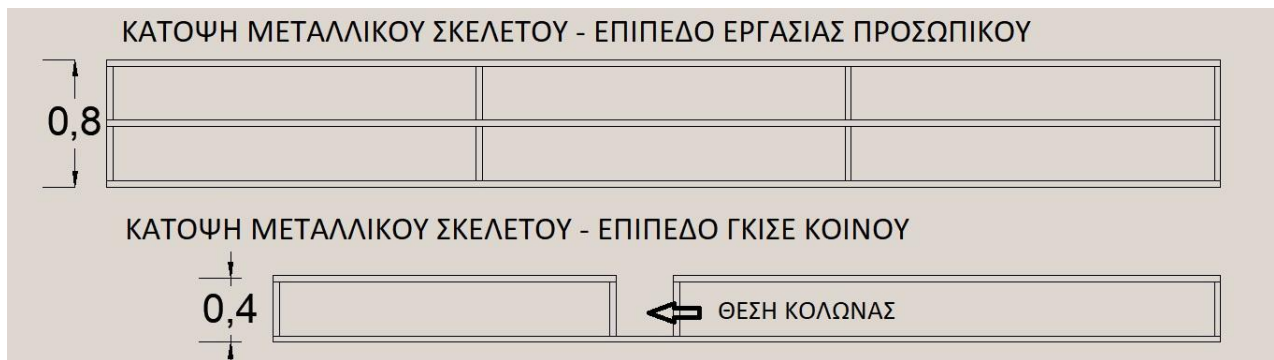 ΚΑΤΟΨΗ ΜΕΤΑΛΛΙΚΟΥ ΣΚΕΛΕΤΟΥ - ΕΠΙΠΕΔΟ ΕΡΓΑΣΙΑΣ ΠΡΟΣΩΠΙΚΟΥ
0,8
ΚΑΤΟΨΗ ΜΕΤΑΛΛΙΚΟΥ ΣΚΕΛΕΤΟΥ - ΕΠΙΠΕΔΟ ΓΚΙΣΕ ΚΟΙΝΟΥ
0,4
ΘΕΣΗ ΚΟΛΩΝΑΣ